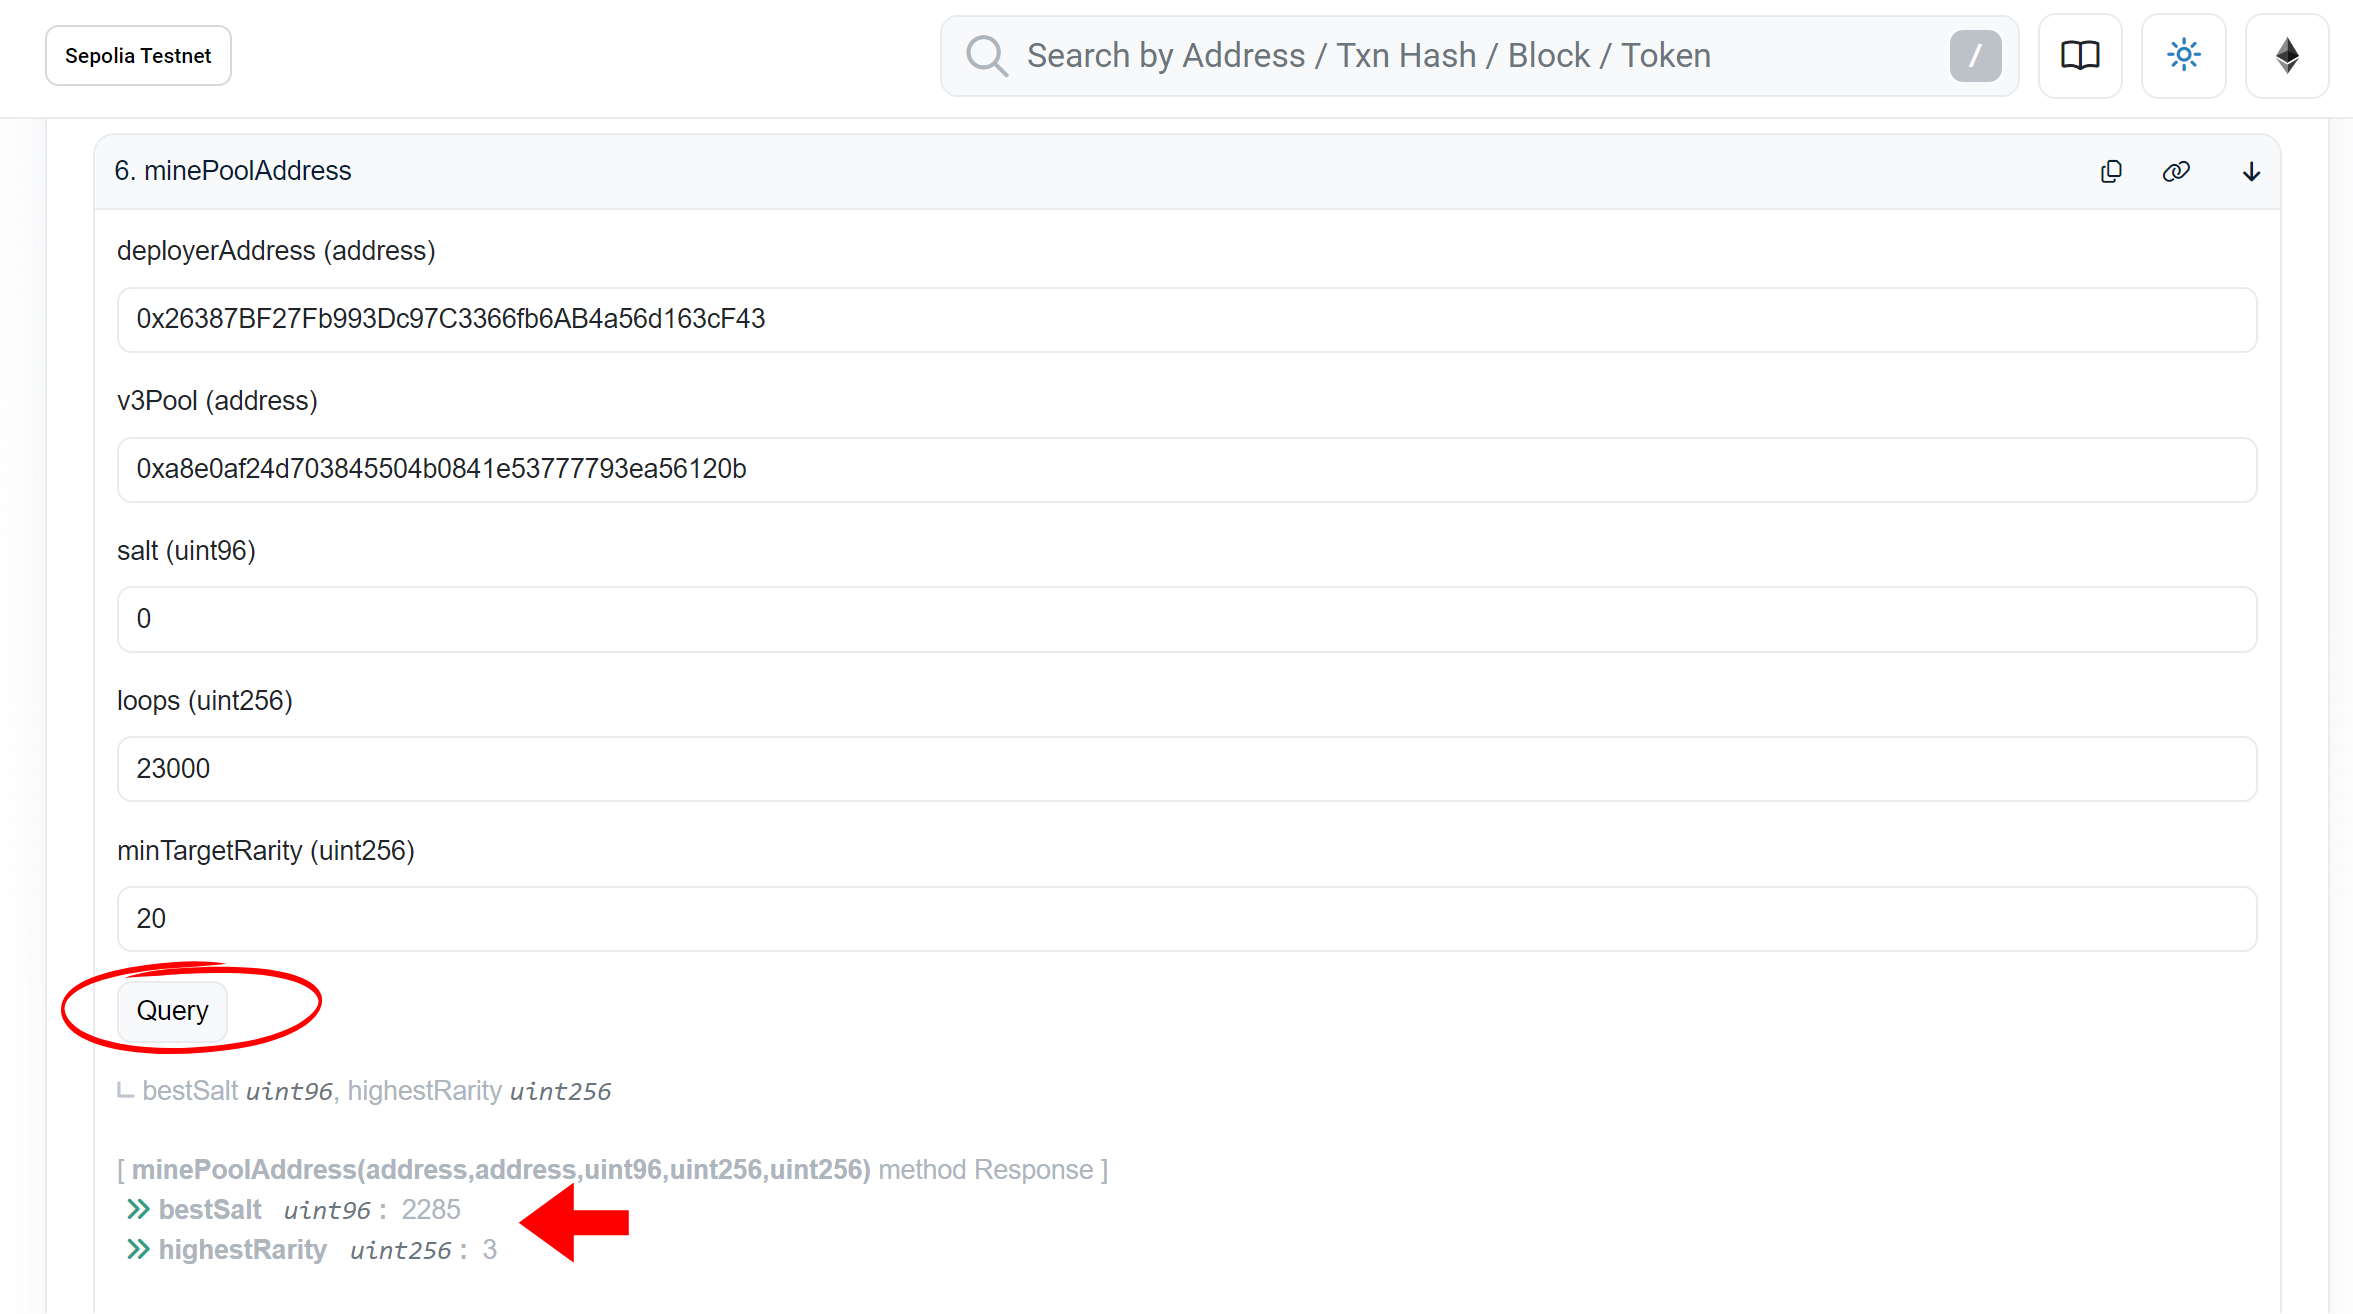 Sepolia Testnet
Search by Address / Txn Hash / Block / Token
/
6. minePoolAddress
deployerAddress (address)
0x26387BF27Fb993Dc97C3366fb6AB4a56d163cF43
v3Pool (address)
0xa8e0af24d703845504b0841e53777793ea56120b
salt (uint96)
0
loops (uint256)
23000
minTargetRarity (uint256)
20
Query
bestSalt uint96, highestRarity uint256
[ minePoolAddress(address,address,uint96,uint256,uint256) method Response ]
bestSalt uint96 : 2285
highestRarity uint256 : 3